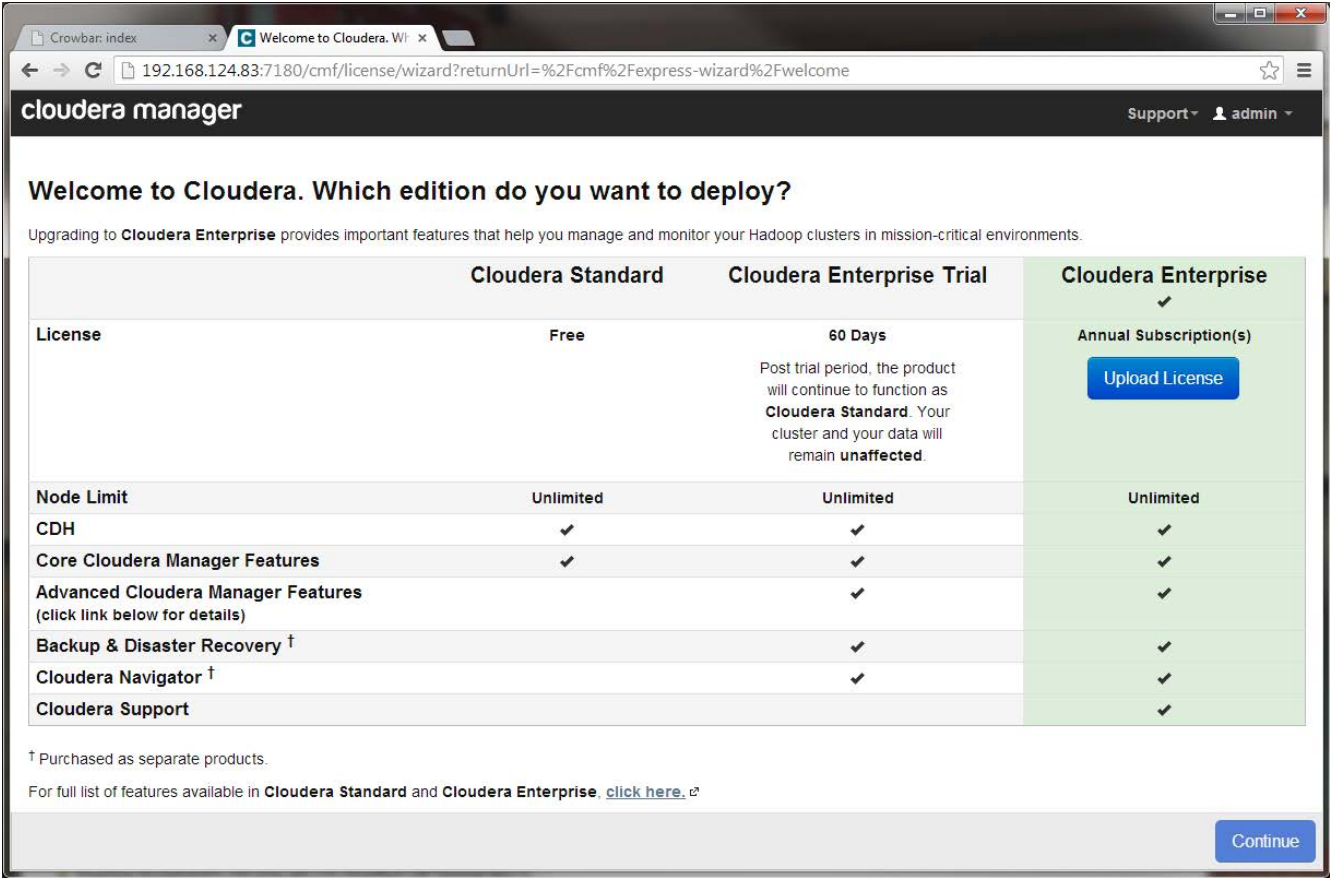 Crowbar: index
Welcome to Cloudera. Wh
192.168.124.83:7180/cmf/license/wizard?returnUrl=%2Fcmf%2Fexpress-wizard%2Fwelcome
cloudera manager
Support
admin
Welcome to Cloudera. Which edition do you want to deploy?
Upgrading to Cloudera Enterprise provides important features that help you manage and monitor your Hadoop clusters in mission-critical environments.
Cloudera Standard Cloudera Enterprise Trial Cloudera Enterprise
License Free 60 Days Annual Subscription(s)
Post trial period, the product
will continue to function as
Cloudera Standard. Your
cluster and your data will
remain unaffected.
Upload License
Node Limit Unlimited Unlimited Unlimited
CDH
Core Cloudera Manager Features
Advanced Cloudera Manager Features
(click link below for details)
Backup & Disaster Recovery †
Cloudera Navigator †
Cloudera Support
† Purchased as separate products.
For full list of features available in Cloudera Standard and Cloudera Enterprise, click here.
Continue